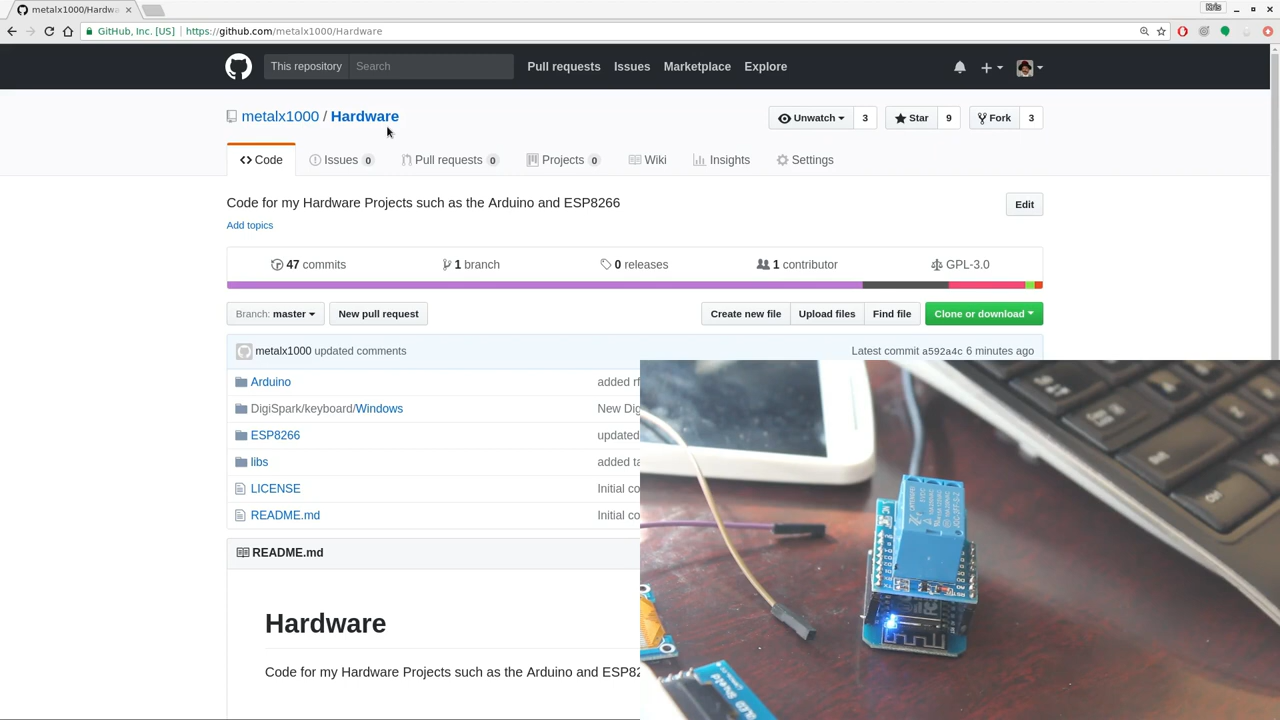 metalx1000/Hardwa
Kris
GitHub, Inc. [US]
https://github.com/metalx1000/Hardware
This repository
Search
Pull requests
Issues
Marketplace
Explore
metalx1000 / Hardware
Unwatch 3
Star 9
Fork 3
Code
Issues 0
Pull requests 0
Projects 0
Wiki
Insights
Settings
Code for my Hardware Projects such as the Arduino and ESP8266
Edit
Add topics
47 commits
1 branch
0 releases
1 contributor
GPL-3.0
Branch: master
New pull request
Create new file
Upload files
Find file
Clone or download
metalx1000 updated comments
Latest commit a592a4c 6 minutes ago
Arduino
added rf
DigiSpark/keyboard/Windows
New Dig
ESP8266
updated
libs
added ta
LICENSE
Initial co
README.md
Initial co
README.md
Hardware
Code for my Hardware Projects such as the Arduino and ESP82